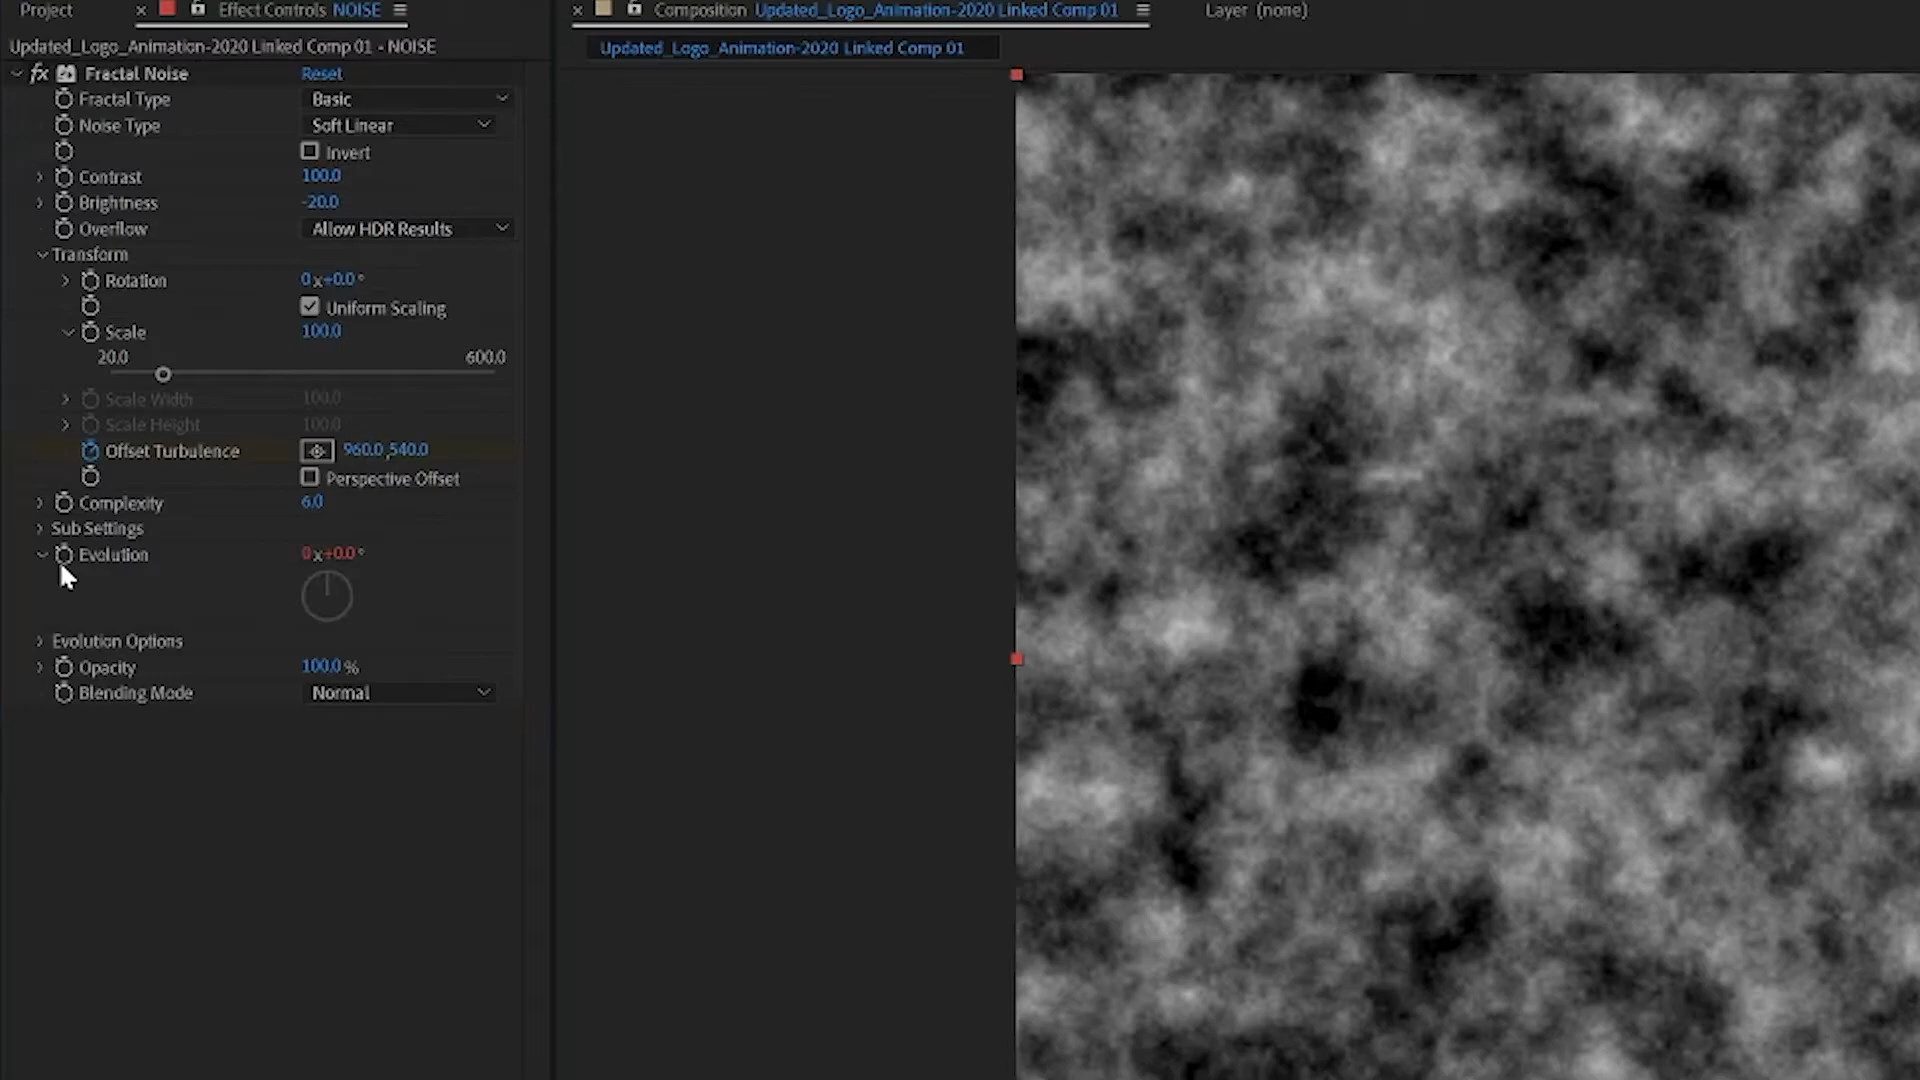 Project
× Effect Controls NOISE
× Composition Updated_Logo_Animation-2020 Linked Comp 01
Layer (none)
Updated_Logo_Animation-2020 Linked Comp 01 - NOISE
Updated_Logo_Animation-2020 Linked Comp 01
fx Fractal Noise Reset
Fractal Type Basic
Noise Type Soft Linear
Invert
Contrast 100.0
Brightness -20.0
Overflow Allow HDR Results
Transform
Rotation 0x+0.0°
Uniform Scaling
Scale 100.0
20.0 600.0
Scale Width 100.0
Scale Height 100.0
Offset Turbulence 960.0,540.0
Perspective Offset
Complexity 6.0
Sub Settings
Evolution 0x+0.0°
Evolution Options
Opacity 100.0%
Blending Mode Normal